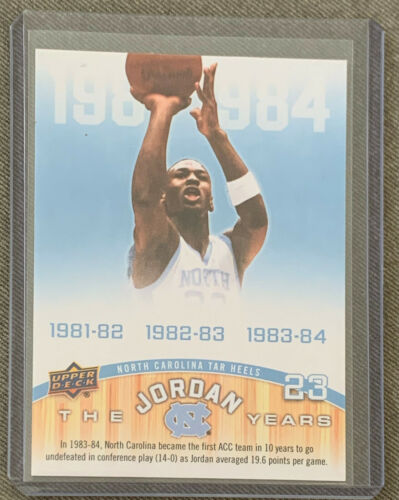 198 984
NORTH
1981-82 1982-83 1983-84
UPPER
DECK
NORTH CAROLINA TAR HEELS
23
THE JORDAN YEARS
NC
In 1983-84, North Carolina became the first ACC team in 10 years to go
undefeated in conference play (14-0) as Jordan averaged 19.6 points per game.